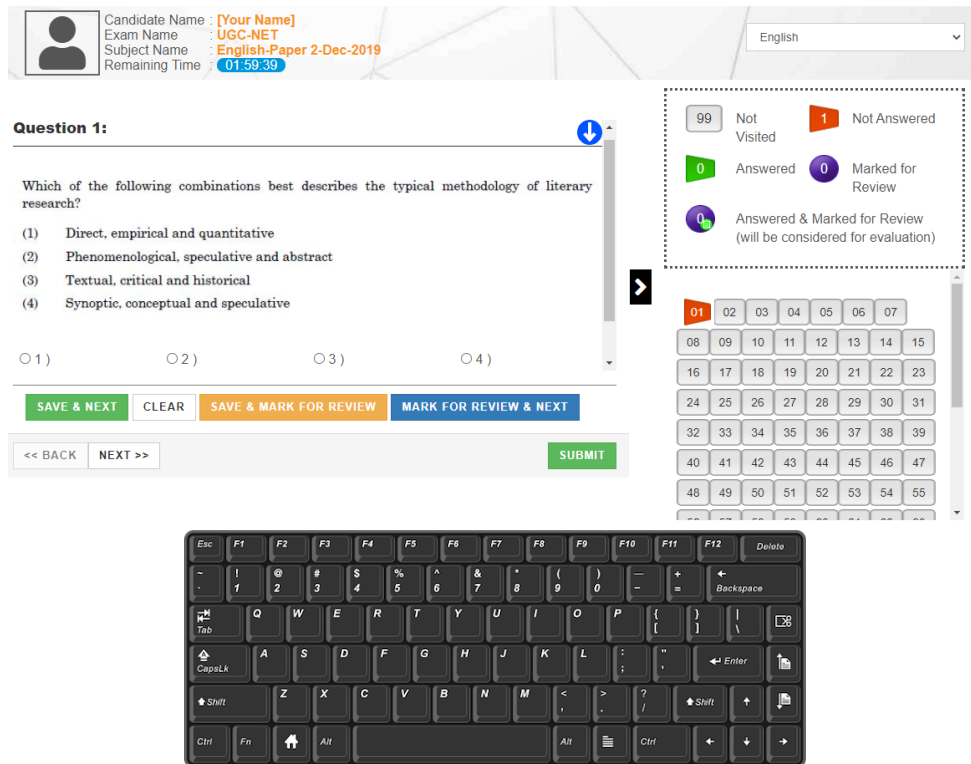 Candidate Name : [Your Name]
Exam Name : UGC-NET
Subject Name : English-Paper 2-Dec-2019
Remaining Time : 01:59:39
English
Question 1:
Which of the following combinations best describes the typical methodology of literary
research?
(1) Direct, empirical and quantitative
(2) Phenomenological, speculative and abstract
(3) Textual, critical and historical
(4) Synoptic, conceptual and speculative
1 ) 2 ) 3 ) 4 )
SAVE & NEXT CLEAR SAVE & MARK FOR REVIEW MARK FOR REVIEW & NEXT
<< BACK NEXT >> SUBMIT
99 Not Visited 1 Not Answered
0 Answered 0 Marked for Review
0 Answered & Marked for Review
(will be considered for evaluation)
01 02 03 04 05 06 07
08 09 10 11 12 13 14 15
16 17 18 19 20 21 22 23
24 25 26 27 28 29 30 31
32 33 34 35 36 37 38 39
40 41 42 43 44 45 46 47
48 49 50 51 52 53 54 55
Esc F1 F2 F3 F4 F5 F6 F7 F8 F9 F10 F11 F12 Delete
~ ! @ # $ % ^ & * ( ) — + ←
1 2 3 4 5 6 7 8 9 0 - = Backspace
Tab Q W E R T Y U I O P { [ } ] | \
CapsLk A S D F G H J K L : ; " ' Enter
Shift Z X C V B N M < , > . ? / Shift
Ctrl Fn Alt Alt Ctrl